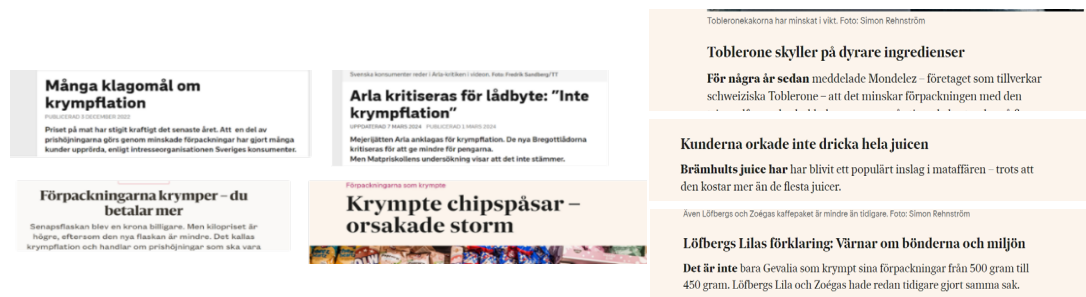 Många klagomål om
krympflation
PUBLICERAD 5 DECEMBER 2023
Priset på mat har stigit kraftigt det senaste året. Att en del av
prishöjningarna görs genom minskade förpackningar har gjort många
kunder upprörda, enligt intresseorganisationen Sveriges konsumenter.
Svenska konsumenter reder i Arla-kritiken i videon. Foto: Fredrik Sandberg/TT
Arla kritiseras för lådbyte: ”Inte
krympflation”
UPPDATERAD 7 MARS 2024 PUBLICERAD 1 MARS 2024
Mejerijätten Arla anklagas för krympflation. De nya Bregottlådorna
kritiseras för att ge mindre för pengarna.
Men Matpriskollens undersökning visar att det inte stämmer.
Förpackningarna krymper – du
betalar mer
Senapsflaskan blev en krona billigare. Men kilopriset är
högre, eftersom den nya flaskan är mindre. Det kallas
krympflation och handlar om prishöjningar som ska vara
Förpackningarna som krympte
Krympte chipspåsar –
orsakade storm
Tobleronekakorna har minskat i vikt. Foto: Simon Rehnström
Toblerone skyller på dyrare ingredienser
För några år sedan meddelade Mondelez – företaget som tillverkar
schweiziska Toblerone – att det minskar förpackningen med den
Kunderna orkade inte dricka hela juicen
Brämhults juice har har blivit ett populärt inslag i mataffären – trots att
den kostar mer än de flesta juicer.
Även Löfbergs och Zoégas kaffepaket är mindre än tidigare. Foto: Simon Rehnström
Löfbergs Lilas förklaring: Värnar om bönderna och miljön
Det är inte bara Gevalia som krympt sina förpackningar från 500 gram till
450 gram. Löfbergs Lila och Zoégas hade redan tidigare gjort samma sak.